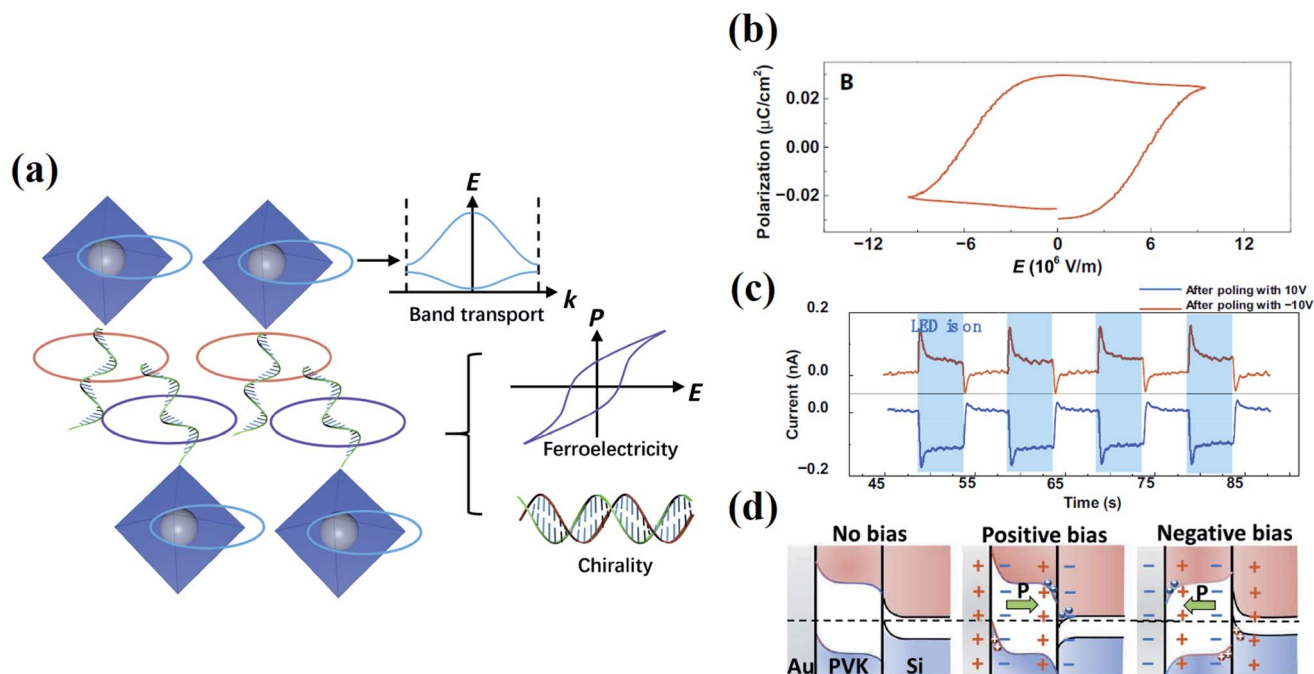 (a)
E
k
Band transport
P
E
Ferroelectricity
Chirality
(b)
B
0.02
0.00
−0.02
Polarization (μC/cm²)
−12 −6 0 6 12
E (10⁶ V/m)
(c)
After poling with 10V
After poling with −10V
LED is on
0.2
0.0
0.0
−0.2
Current (nA)
45 55 65 75 85
Time (s)
(d)
No bias Positive bias Negative bias
P P
Au PVK Si